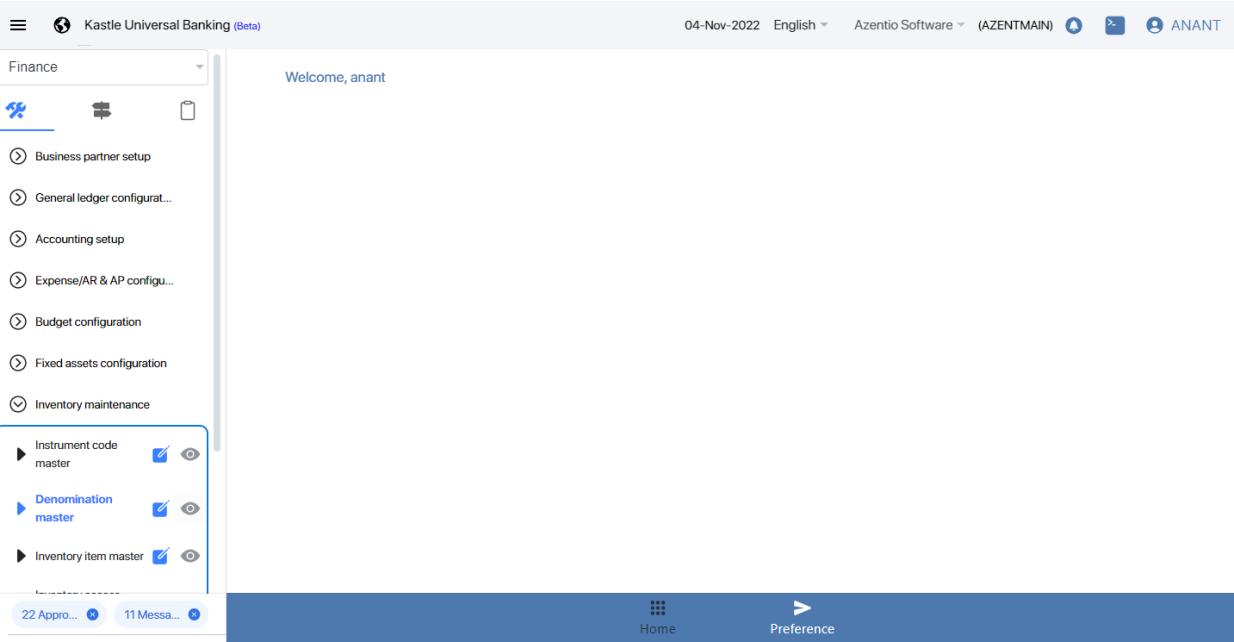 Kastle Universal Banking (Beta) 04-Nov-2022 English Azentio Software (AZENTMAIN) ANANT
Finance
Welcome, anant
Business partner setup
General ledger configurat...
Accounting setup
Expense/AR & AP configu...
Budget configuration
Fixed assets configuration
Inventory maintenance
Instrument code
master
Denomination
master
Inventory item master
22 Appro... 11 Messa...
Home Preference